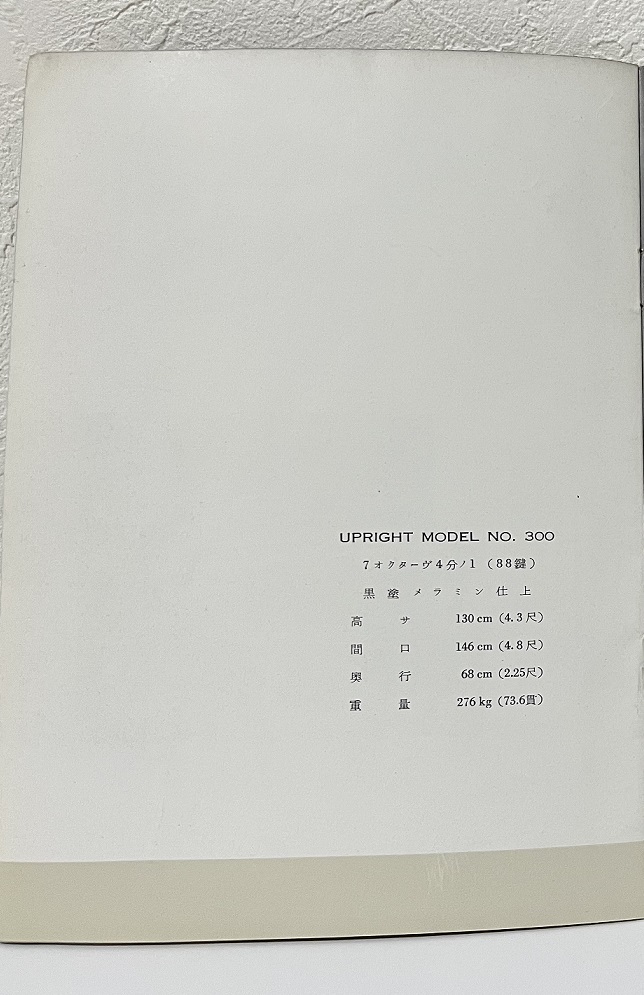 UPRIGHT MODEL NO. 300
7オクターヴ4分ノ1（88鍵）
黒塗メラミン仕上
高サ 130 cm（4.3尺）
間口 146 cm（4.8尺）
奥行 68 cm（2.25尺）
重量 276 kg（73.6貫）